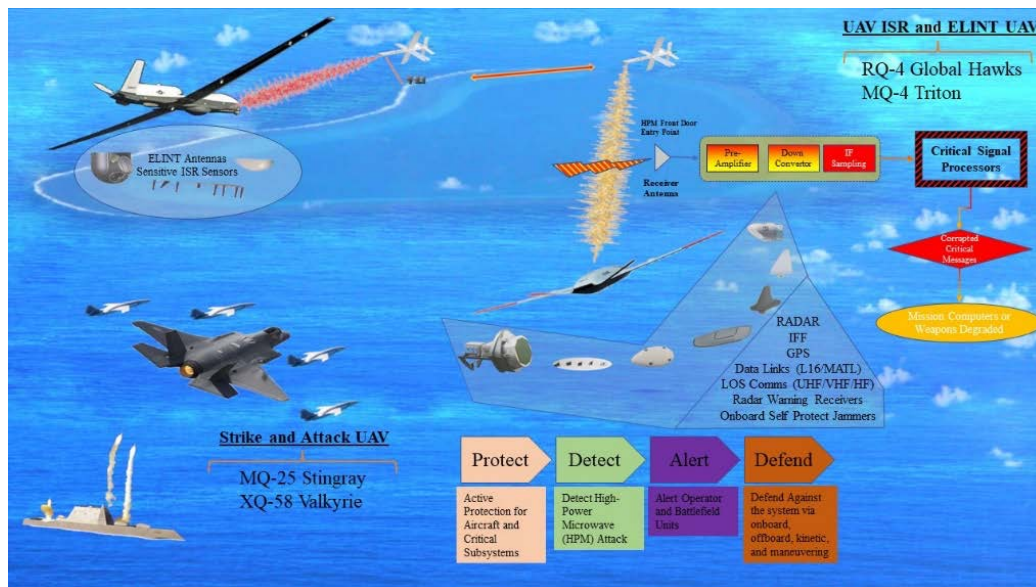 UAV ISR and ELINT UAV
RQ-4 Global Hawks
MQ-4 Triton
ELINT Antennas
Sensitive ISR Sensors
HPM Front Door
Entry Point
Receiver
Antenna
Pre-
Amplifier
Down
Convertor
IF
Sampling
Critical Signal
Processors
Corrupted
Critical
Messages
Mission Computers or
Weapons Degraded
RADAR
IFF
GPS
Data Links (L16/MATL)
LOS Comms (UHF/VHF/HF)
Radar Warning Receivers
Onboard Self Protect Jammers
Strike and Attack UAV
MQ-25 Stingray
XQ-58 Valkyrie
Protect
Active
Protection for
Aircraft and
Critical
Subsystems
Detect
Detect High-
Power
Microwave
(HPM) Attack
Alert
Alert Operator
and Battlefield
Units
Defend
Defend Against
the system via
onboard,
offboard, kinetic,
and maneuvering